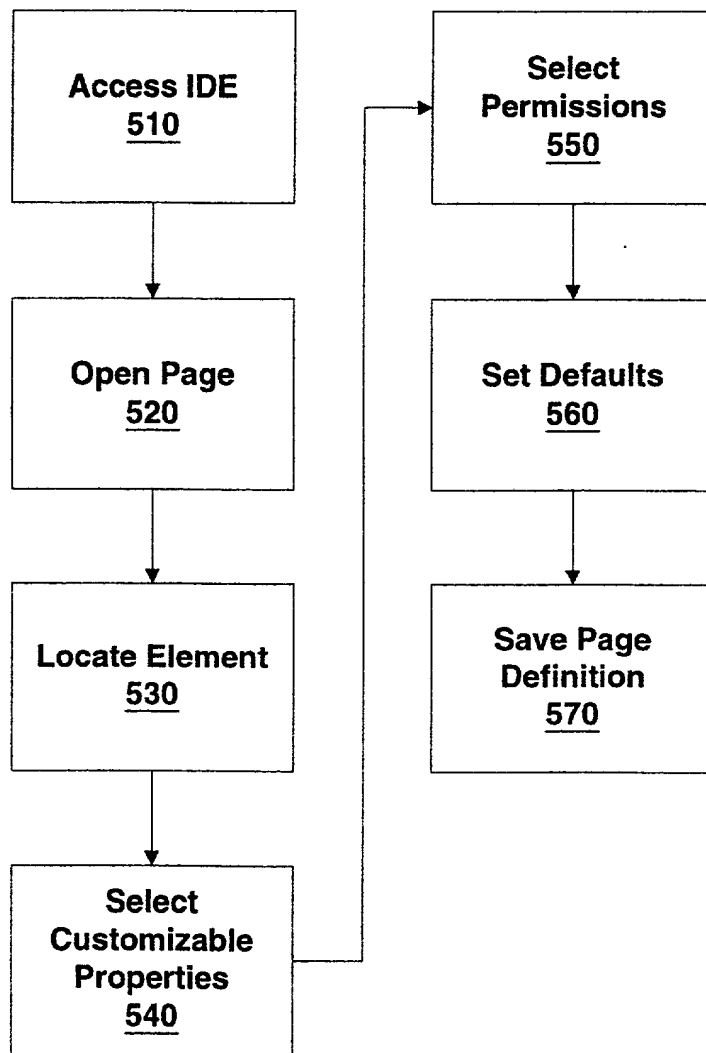 Access IDE
510
Open Page
520
Locate Element
530
Select
Customizable
Properties
540
Select
Permissions
550
Set Defaults
560
Save Page
Definition
570